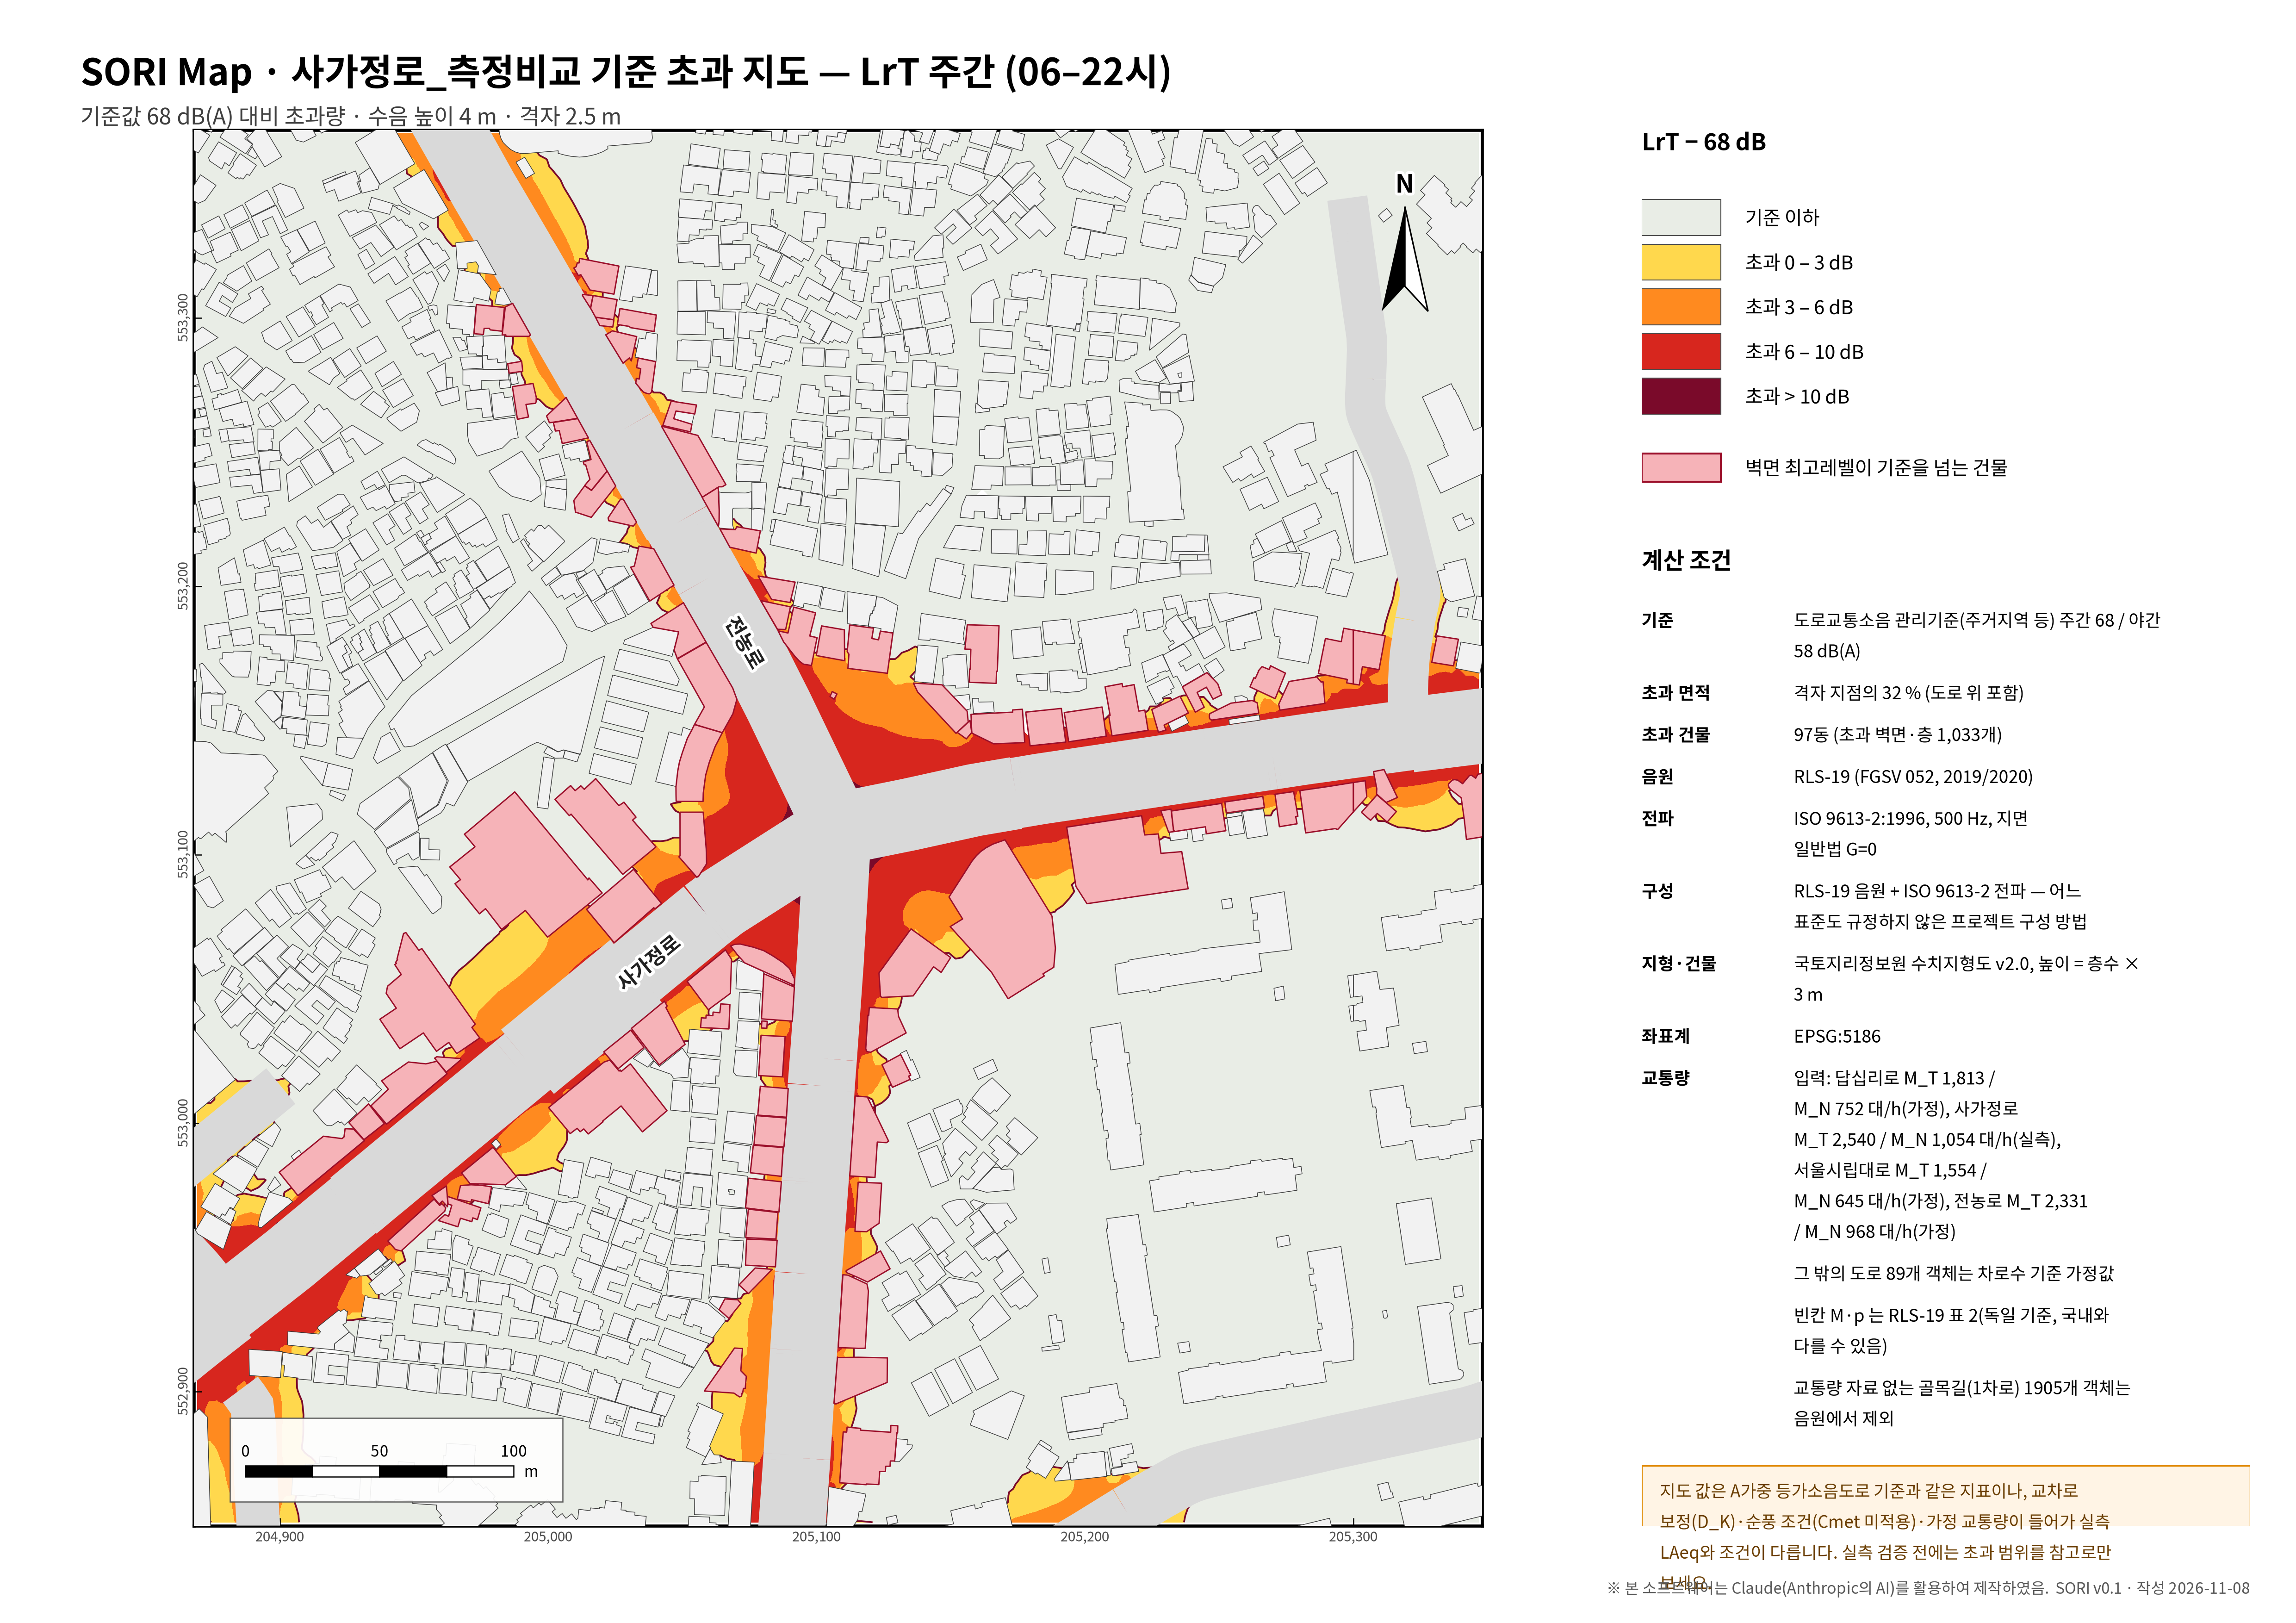 SORI Map · 사가정로_측정비교 기준 초과 지도 — LrT 주간 (06–22시)
기준값 68 dB(A) 대비 초과량 · 수음 높이 4 m · 격자 2.5 m
N
전농로
사가정로
553,300
553,200
553,100
553,000
552,900
0 50 100
m
204,900 205,000 205,100 205,200 205,300
LrT − 68 dB
기준 이하
초과 0 – 3 dB
초과 3 – 6 dB
초과 6 – 10 dB
초과 > 10 dB
벽면 최고레벨이 기준을 넘는 건물
계산 조건
기준 도로교통소음 관리기준(주거지역 등) 주간 68 / 야간
58 dB(A)
초과 면적 격자 지점의 32 % (도로 위 포함)
초과 건물 97동 (초과 벽면·층 1,033개)
음원 RLS-19 (FGSV 052, 2019/2020)
전파 ISO 9613-2:1996, 500 Hz, 지면
일반법 G=0
구성 RLS-19 음원 + ISO 9613-2 전파 — 어느
표준도 규정하지 않은 프로젝트 구성 방법
지형·건물 국토지리정보원 수치지형도 v2.0, 높이 = 층수 ×
3 m
좌표계 EPSG:5186
교통량 입력: 답십리로 M_T 1,813 /
M_N 752 대/h(가정), 사가정로
M_T 2,540 / M_N 1,054 대/h(실측),
서울시립대로 M_T 1,554 /
M_N 645 대/h(가정), 전농로 M_T 2,331
/ M_N 968 대/h(가정)
그 밖의 도로 89개 객체는 차로수 기준 가정값
빈칸 M·p 는 RLS-19 표 2(독일 기준, 국내와
다를 수 있음)
교통량 자료 없는 골목길(1차로) 1905개 객체는
음원에서 제외
지도 값은 A가중 등가소음도로 기준과 같은 지표이나, 교차로
보정(D_K)·순풍 조건(Cmet 미적용)·가정 교통량이 들어가 실측
LAeq와 조건이 다릅니다. 실측 검증 전에는 초과 범위를 참고로만
보세요.
※ 본 소프트웨어는 Claude(Anthropic의 AI)를 활용하여 제작하였음. SORI v0.1 · 작성 2026-11-08